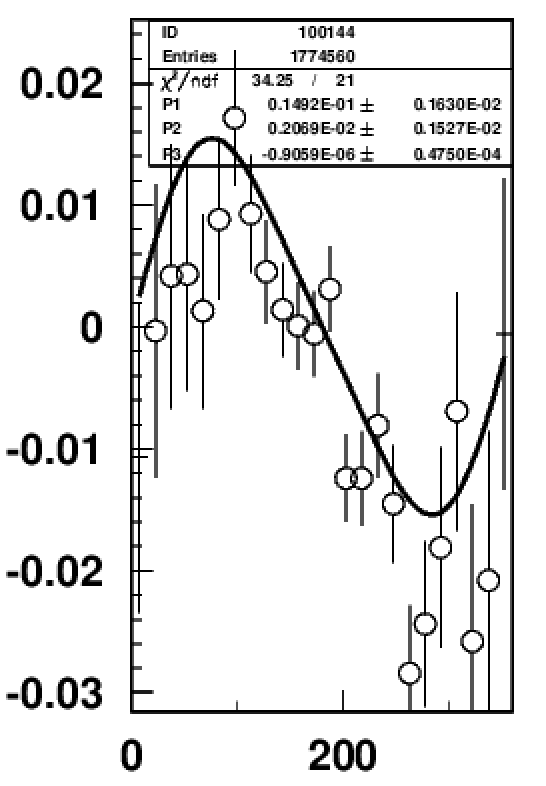 ID 100144
Entries 1774560
χ²/ndf 34.25 / 21
P1 0.1492E-01 ± 0.1630E-02
P2 0.2069E-02 ± 0.1527E-02
P3 -0.9059E-06 ± 0.4750E-04
0.02
0.01
0
-0.01
-0.02
-0.03
0 200